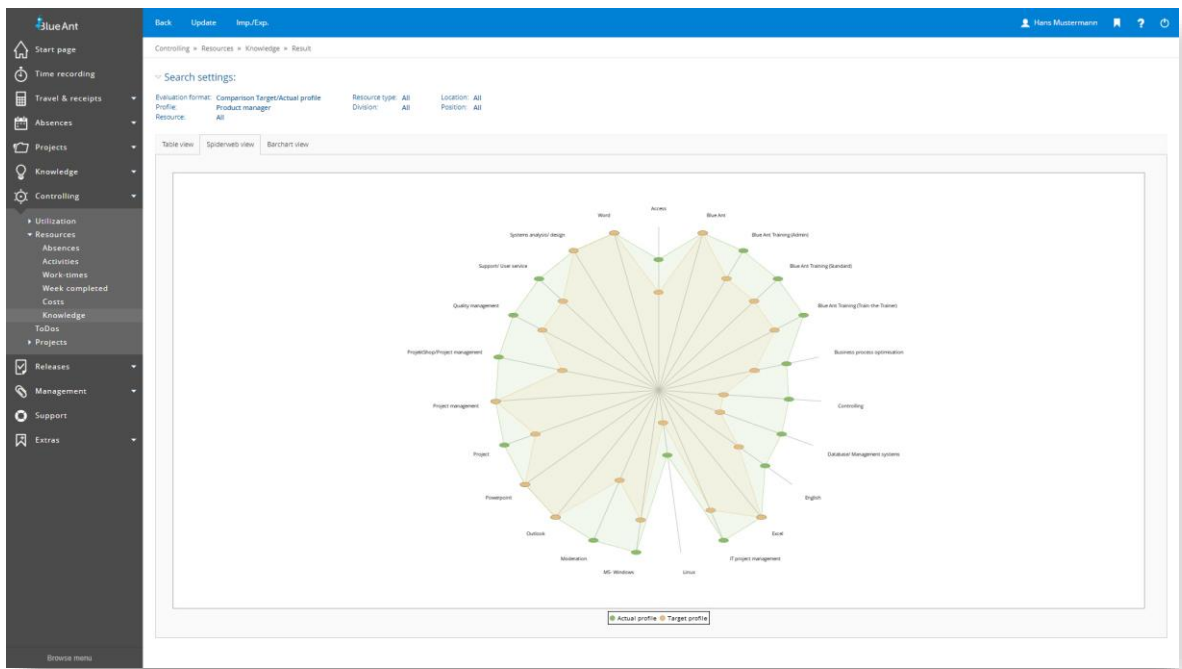 BlueAnt
Back Update Imp./Exp.
Hans Mustermann ?
Start page
Time recording
Travel & receipts
Absences
Projects
Knowledge
Controlling
Utilization
Resources
Absences
Activities
Work-times
Week completed
Costs
Knowledge
ToDos
Projects
Releases
Management
Support
Extras
Browse menu
Controlling » Resources » Knowledge » Result
Search settings:
Evaluation format: Comparison Target/Actual profile Resource type: All Location: All
Profile: Product manager Division: All Position: All
Resource: All
Table view Spiderweb view Barchart view
Access
Blue Ant
Blue Ant Training (Admin)
Blue Ant Training (Standard)
Blue Ant Training (Train-the-Trainer)
Business process optimisation
Controlling
Database/ Management systems
English
Excel
IT project management
Linux
MS- Windows
Moderation
Outlook
Powerpoint
Project
Project management
ProjektShop/Project management
Quality management
Support/ User service
Systems analysis/ design
Word
Actual profile Target profile